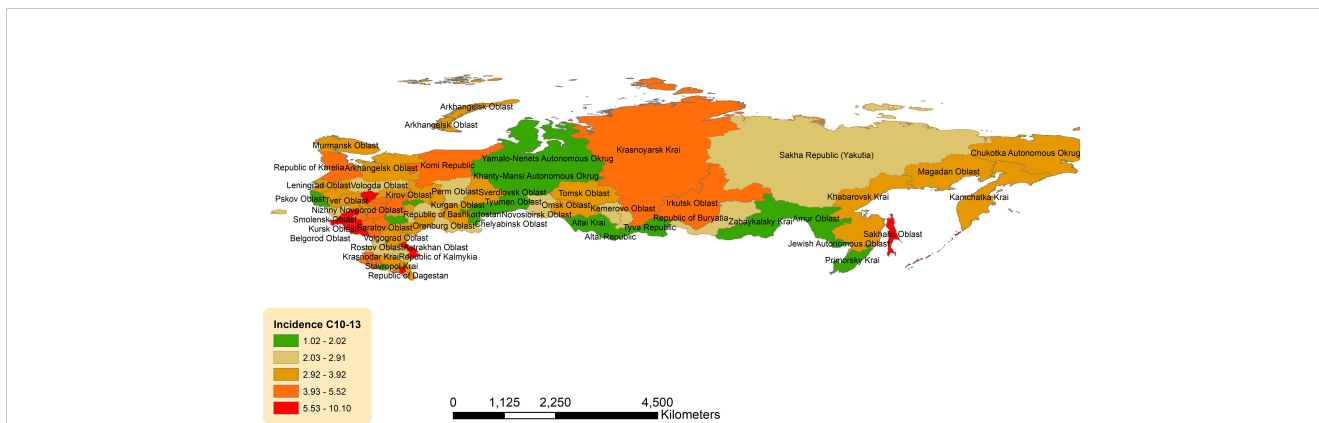 Arkhangelsk Oblast
Arkhangelsk Oblast
Murmansk Oblast
Chukotka Autonomous Okrug
Krasnoyarsk Krai
Sakha Republic (Yakutia)
Yamalo-Nenets Autonomous Okrug
Republic of Karelia
Arkhangelsk Oblast
Komi Republic
Magadan Oblast
Khanty-Mansi Autonomous Okrug
Leningrad Oblast
Vologda Oblast
Perm Oblast
Sverdlovsk Oblast
Tomsk Oblast
Kirov Oblast
Khabarovsk Krai
Kamchatka Krai
Pskov Oblast
Tver Oblast
Tyumen Oblast
Irkutsk Oblast
Kurgan Oblast
Omsk Oblast
Kemerovo Oblast
Nizhny Novgorod Oblast
Republic of Bashkortostan
Novosibirsk Oblast
Republic of Buryatia
Smolensk Oblast
Chelyabinsk Oblast
Altai Krai
Zabaykalsky Krai
Amur Oblast
Kursk Oblast
Saratov Oblast
Orenburg Oblast
Tyva Republic
Sakhalin Oblast
Belgorod Oblast
Volgograd Oblast
Altai Republic
Jewish Autonomous Oblast
Rostov Oblast
Astrakhan Oblast
Krasnodar Krai
Republic of Kalmykia
Primorsky Krai
Stavropol Krai
Republic of Dagestan
Incidence C10-13
1.02 - 2.02
2.03 - 2.91
2.92 - 3.92
3.93 - 5.52
5.53 - 10.10
0 1,125 2,250 4,500
Kilometers